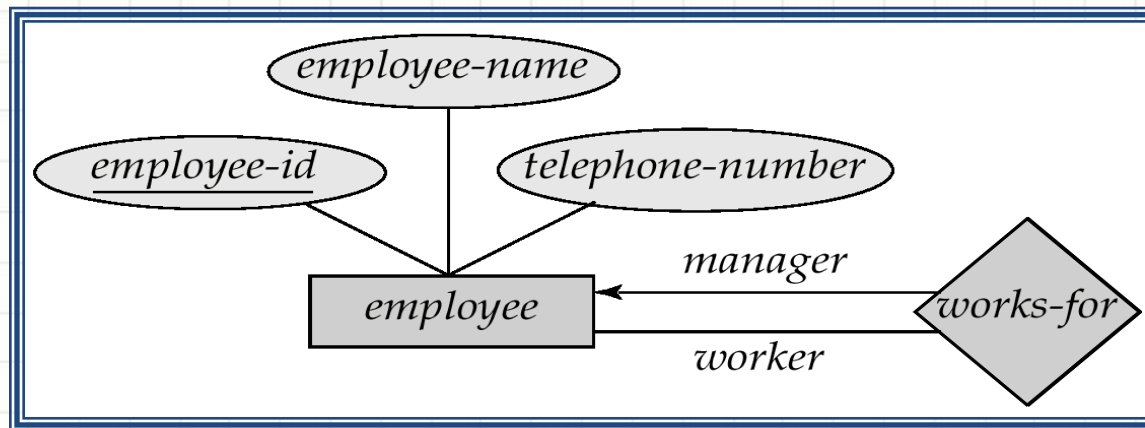 employee-name
employee-id
telephone-number
manager
employee
works-for
worker